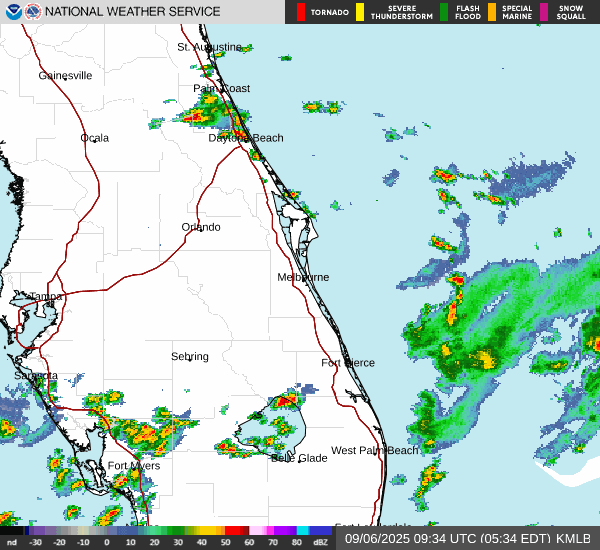 NATIONAL WEATHER SERVICE
TORNADO
SEVERE
THUNDERSTORM
FLASH
FLOOD
SPECIAL
MARINE
SNOW
SQUALL
St. Augustine
Gainesville
Palm Coast
Ocala
Daytona Beach
Orlando
Melbourne
Tampa
Sebring
Fort Pierce
Sarasota
West Palm Beach
Belle Glade
Fort Myers
nd -30 -20 -10 0 10 20 30 40 50 60 70 80 dBZ
09/06/2025 09:34 UTC (05:34 EDT) KMLB